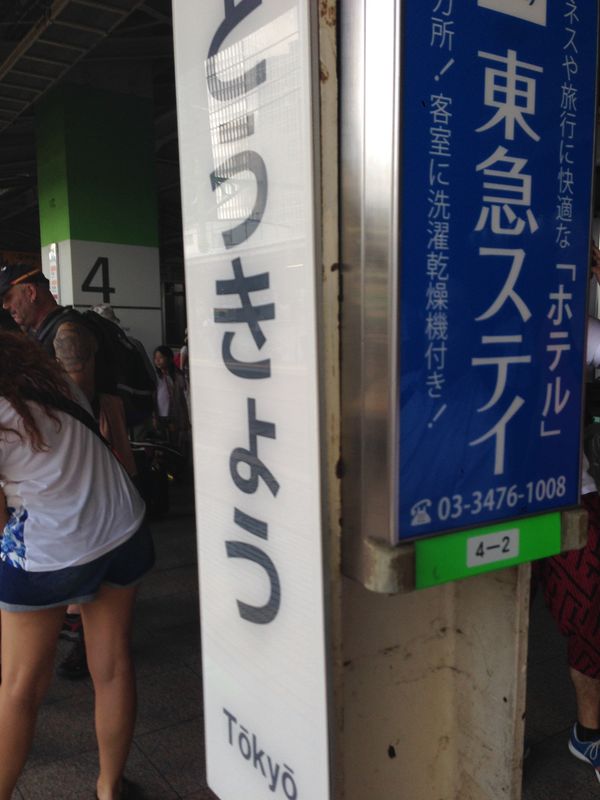 4
とうきょう
Tōkyō
ネスや旅行に快適な「ホテル」
東急ステイ
カ所！客室に洗濯乾燥機付き！
☎ 03-3476-1008
4−2